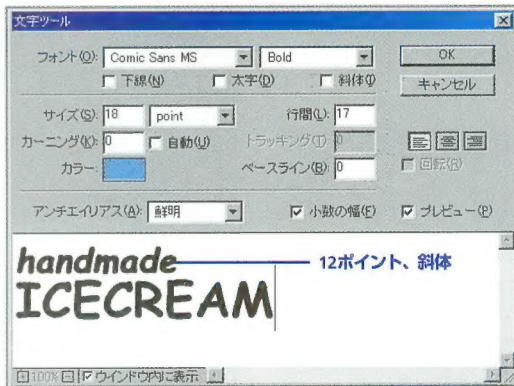 文字ツール
フォント(O): Comic Sans MS Bold OK
下線(N) 太字(D) 斜体(I) キャンセル
サイズ(S): 18 point 行間(L): 17
カーニング(K): 0 自動(U) トラッキング(T): 0
カラー: ベースライン(B): 0 回転(R)
アンチエイリアス(A): 鮮明 小数の幅(F) プレビュー(P)
handmade 12ポイント、斜体
ICECREAM
100% ウインドウ内に表示